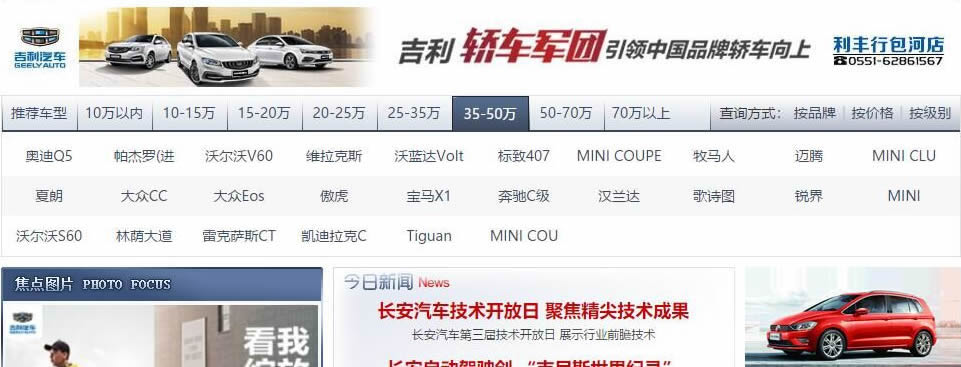 吉利汽车
GEELY AUTO
吉利 轿车军团 引领中国品牌轿车向上
利丰行包河店
0551-62861567
推荐车型 10万以内 10-15万 15-20万 20-25万 25-35万 35-50万 50-70万 70万以上 查询方式： 按品牌 按价格 按级别
奥迪Q5 帕杰罗(进 沃尔沃V60 维拉克斯 沃蓝达Volt 标致407 MINI COUPE 牧马人 迈腾 MINI CLU
夏朗 大众CC 大众Eos 傲虎 宝马X1 奔驰C级 汉兰达 歌诗图 锐界 MINI
沃尔沃S60 林荫大道 雷克萨斯CT 凯迪拉克C Tiguan MINI COU
焦点图片 PHOTO FOCUS
今日新闻 News
长安汽车技术开放日 聚焦精尖技术成果
长安汽车第三届技术开放日 展示行业前脑技术
吉利汽车
GEELY AUTO
看我